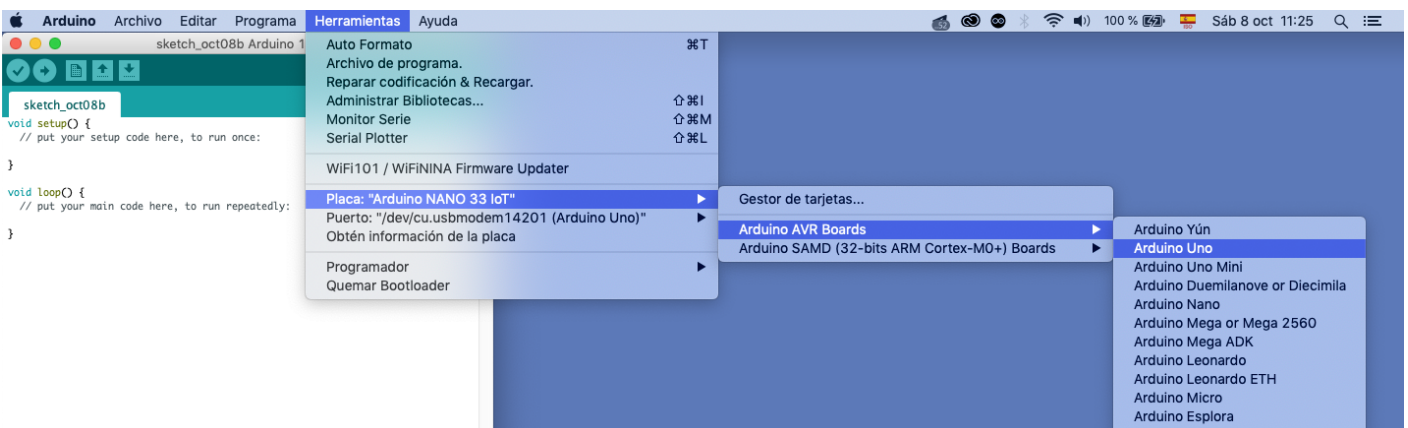 Arduino Archivo Editar Programa Herramientas Ayuda 100 % Sáb 8 oct 11:25
sketch_oct08b Arduino 1
sketch_oct08b
void setup() {
// put your setup code here, to run once:
}
void loop() {
// put your main code here, to run repeatedly:
}
Auto Formato ⌘T
Archivo de programa.
Reparar codificación & Recargar.
Administrar Bibliotecas... ⇧⌘I
Monitor Serie ⇧⌘M
Serial Plotter ⇧⌘L
WiFi101 / WiFiNINA Firmware Updater
Placa: "Arduino NANO 33 IoT"
Puerto: "/dev/cu.usbmodem14201 (Arduino Uno)"
Obtén información de la placa
Programador
Quemar Bootloader
Gestor de tarjetas...
Arduino AVR Boards
Arduino SAMD (32-bits ARM Cortex-M0+) Boards
Arduino Yún
Arduino Uno
Arduino Uno Mini
Arduino Duemilanove or Diecimila
Arduino Nano
Arduino Mega or Mega 2560
Arduino Mega ADK
Arduino Leonardo
Arduino Leonardo ETH
Arduino Micro
Arduino Esplora